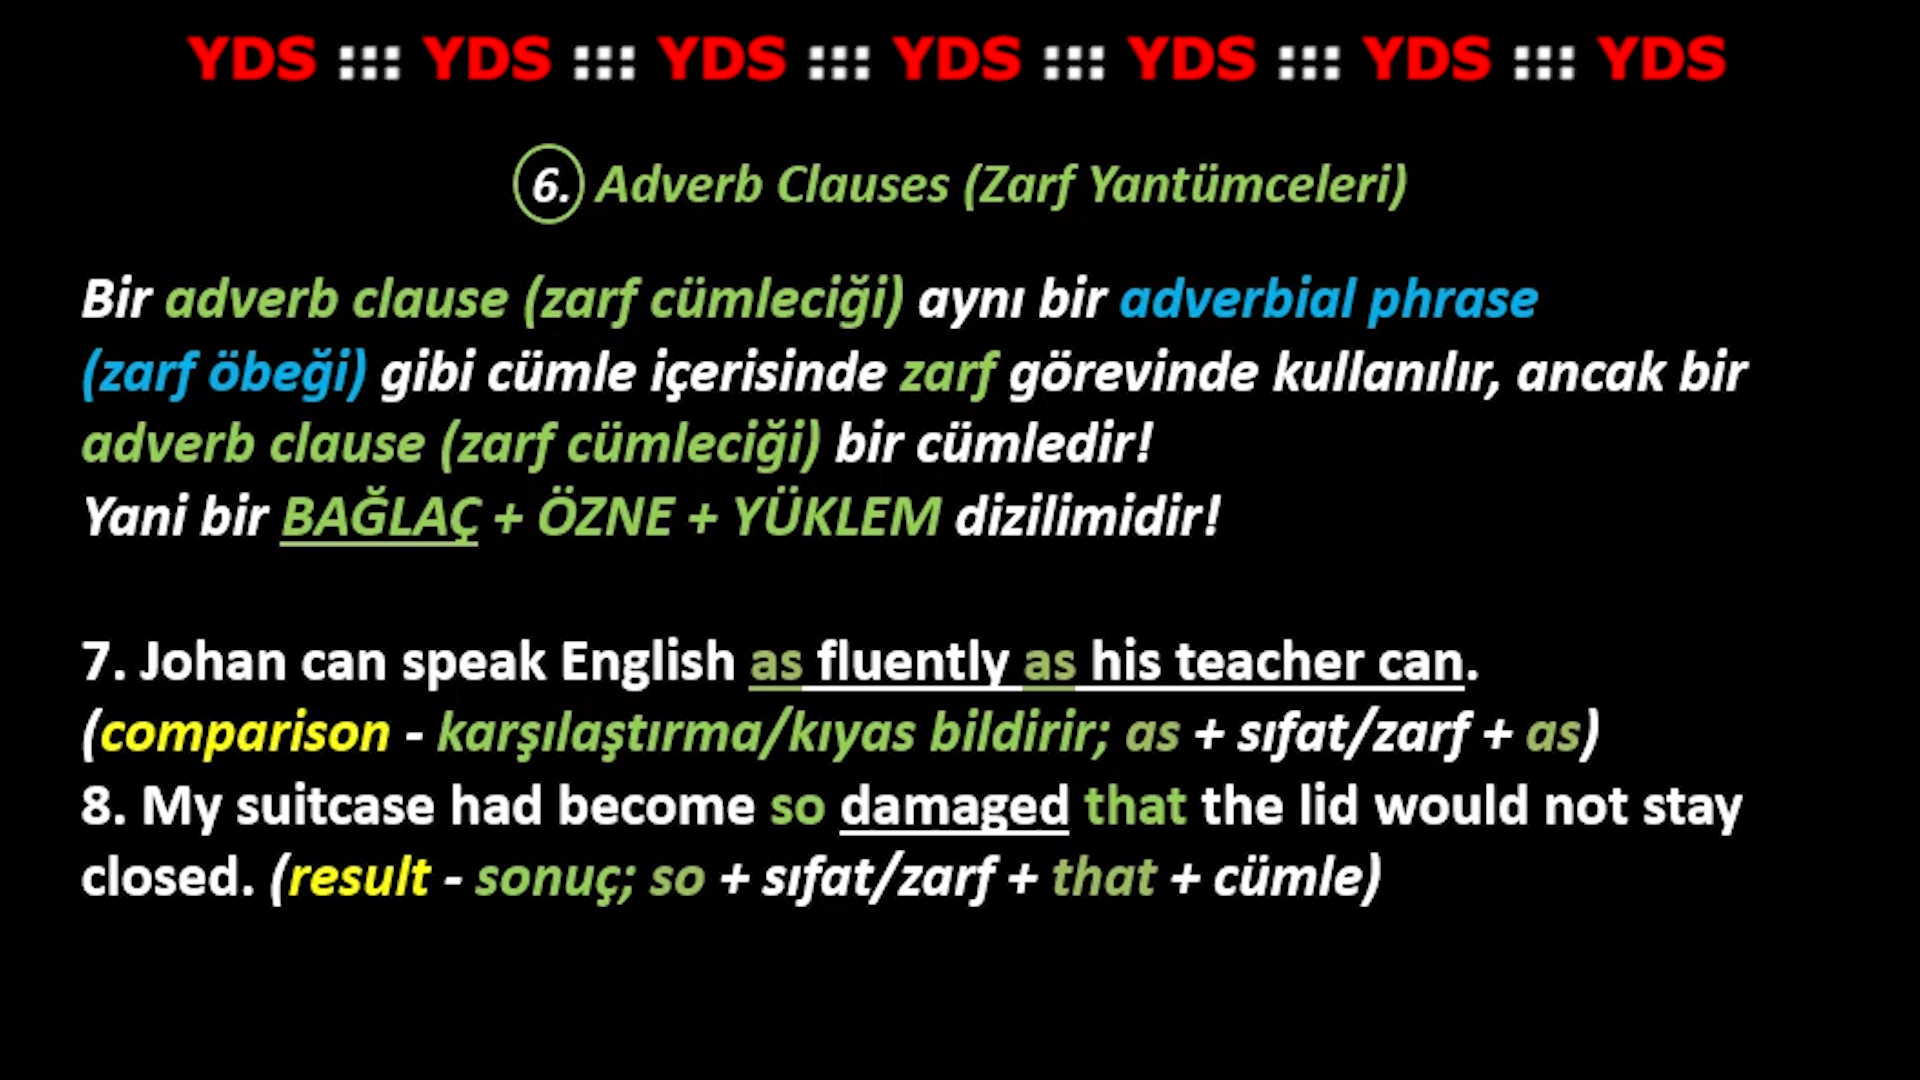 YDS ::: YDS ::: YDS ::: YDS ::: YDS ::: YDS ::: YDS
6. Adverb Clauses (Zarf Yantümceleri)
Bir adverb clause (zarf cümleciği) aynı bir adverbial phrase
(zarf öbeği) gibi cümle içerisinde zarf görevinde kullanılır, ancak bir
adverb clause (zarf cümleciği) bir cümledir!
Yani bir BAĞLAÇ + ÖZNE + YÜKLEM dizilimidir!
7. Johan can speak English as fluently as his teacher can.
(comparison - karşılaştırma/kıyas bildirir; as + sıfat/zarf + as)
8. My suitcase had become so damaged that the lid would not stay
closed. (result - sonuç; so + sıfat/zarf + that + cümle)